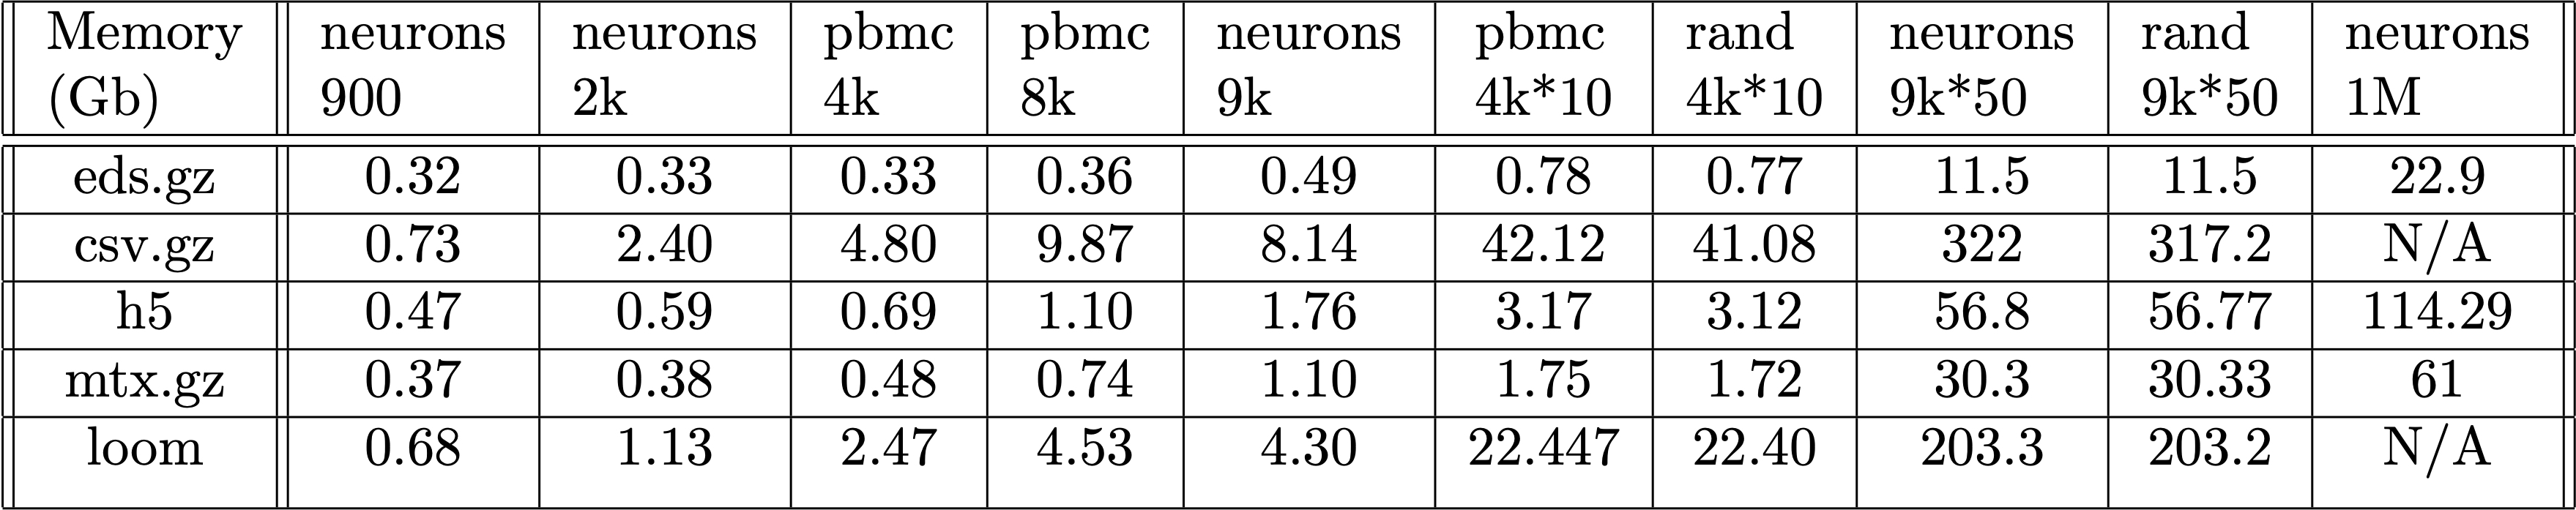 Memory (Gb) neurons 900 neurons 2k pbmc 4k pbmc 8k neurons 9k pbmc 4k*10 rand 4k*10 neurons 9k*50 rand 9k*50 neurons 1M
eds.gz 0.32 0.33 0.33 0.36 0.49 0.78 0.77 11.5 11.5 22.9
csv.gz 0.73 2.40 4.80 9.87 8.14 42.12 41.08 322 317.2 N/A
h5 0.47 0.59 0.69 1.10 1.76 3.17 3.12 56.8 56.77 114.29
mtx.gz 0.37 0.38 0.48 0.74 1.10 1.75 1.72 30.3 30.33 61
loom 0.68 1.13 2.47 4.53 4.30 22.447 22.40 203.3 203.2 N/A